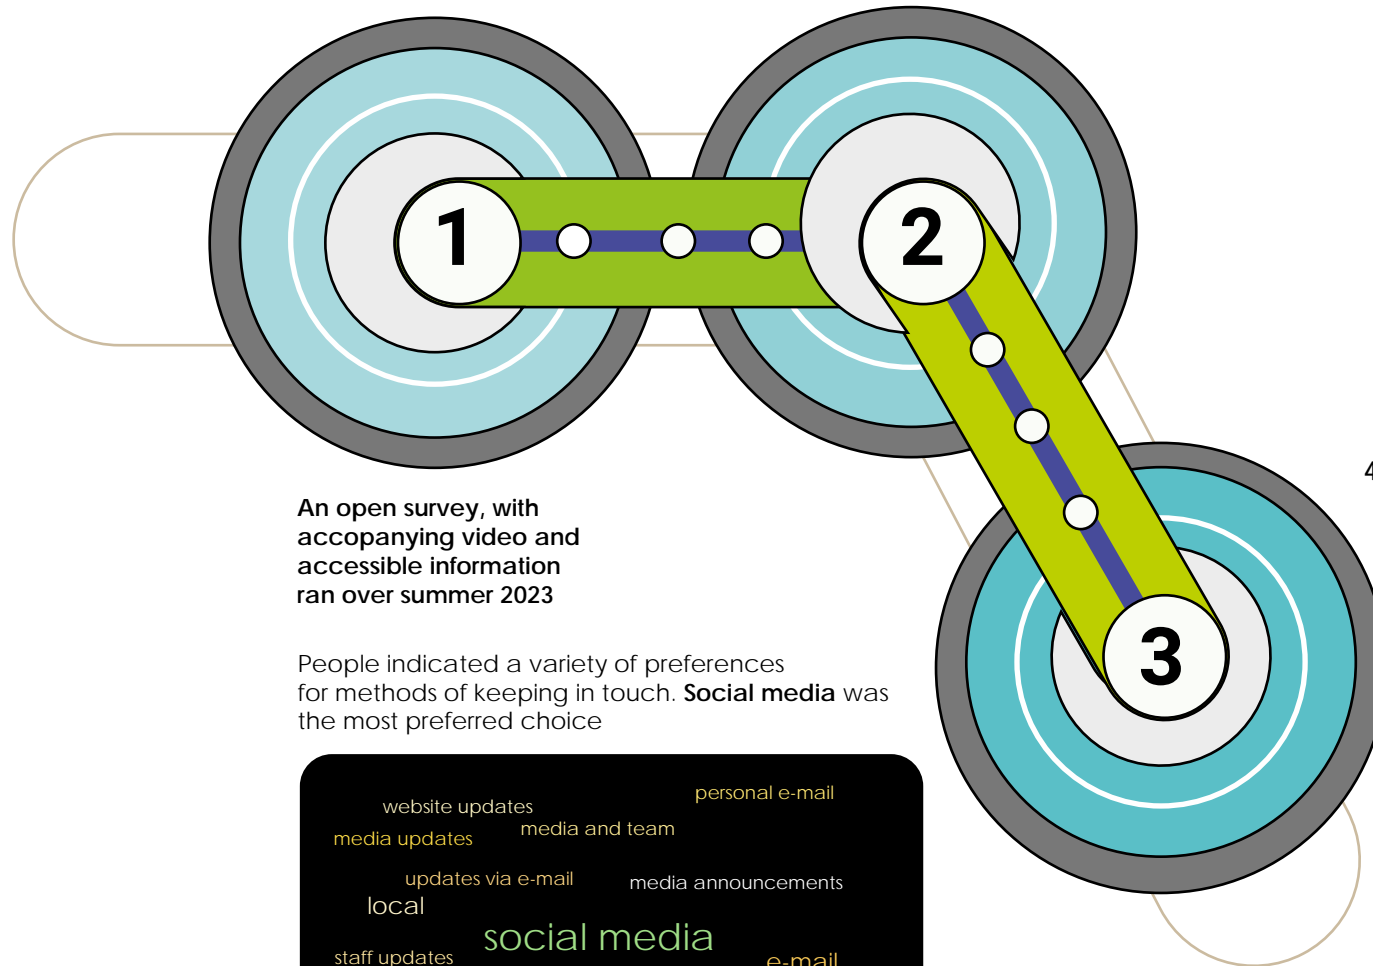 1
2
3
4
An open survey, with
accopanying video and
accessible information
ran over summer 2023
People indicated a variety of preferences
for methods of keeping in touch. Social media was
the most preferred choice
personal e-mail
website updates
media and team
media updates
updates via e-mail
media announcements
local
social media
staff updates
e-mail